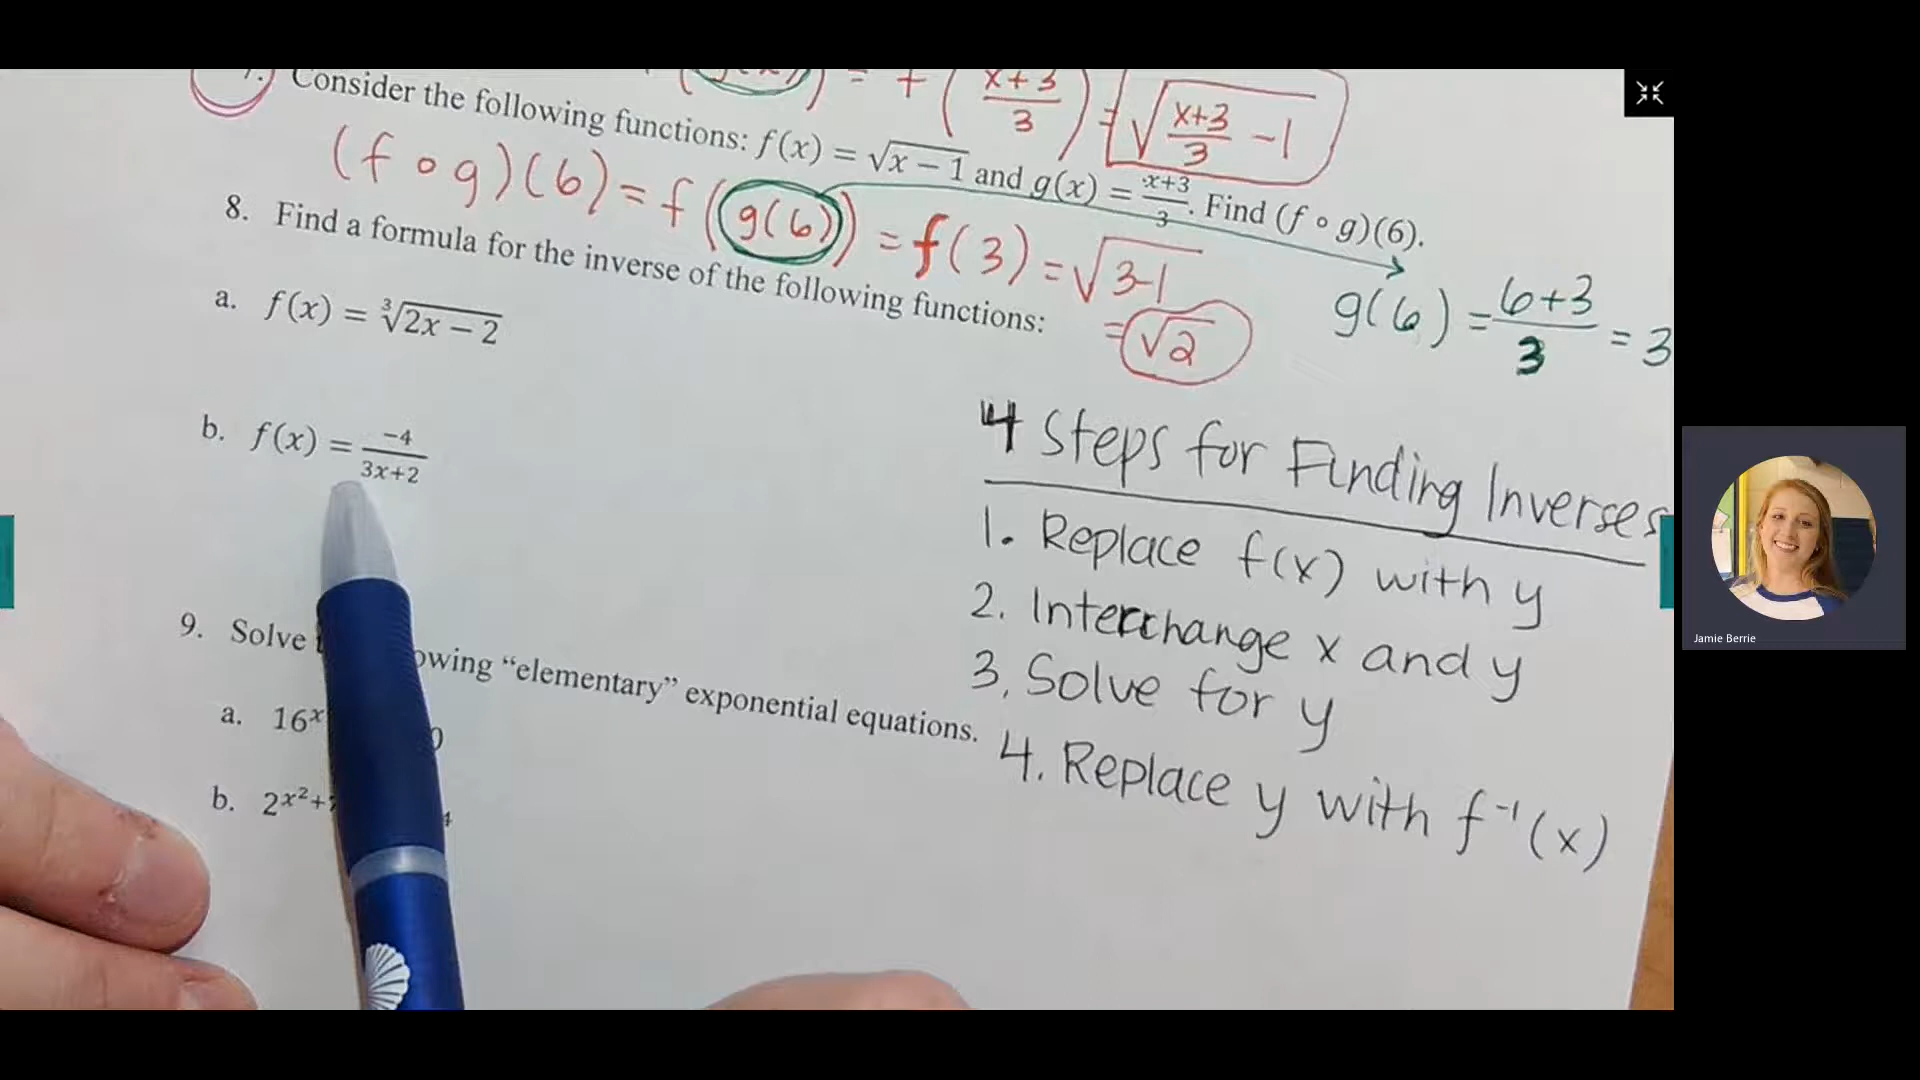 = f(x+3/3) = √(x+3/3 - 1)
7. Consider the following functions: f(x) = √x − 1 and g(x) = x+3/3. Find (f ∘ g)(6).
(f ∘ g)(6) = f(g(6)) = f(3) = √3-1
= √2
g(6) = 6+3/3 = 3
8. Find a formula for the inverse of the following functions:
a. f(x) = ∛2x − 2
b. f(x) = −4/3x+2
4 Steps for Finding Inverses
1. Replace f(x) with y
2. Interchange x and y
3. Solve for y
4. Replace y with f⁻¹(x)
9. Solve owing “elementary” exponential equations.
a. 16ˣ 0
b. 2ˣ²⁺
Jamie Berrie